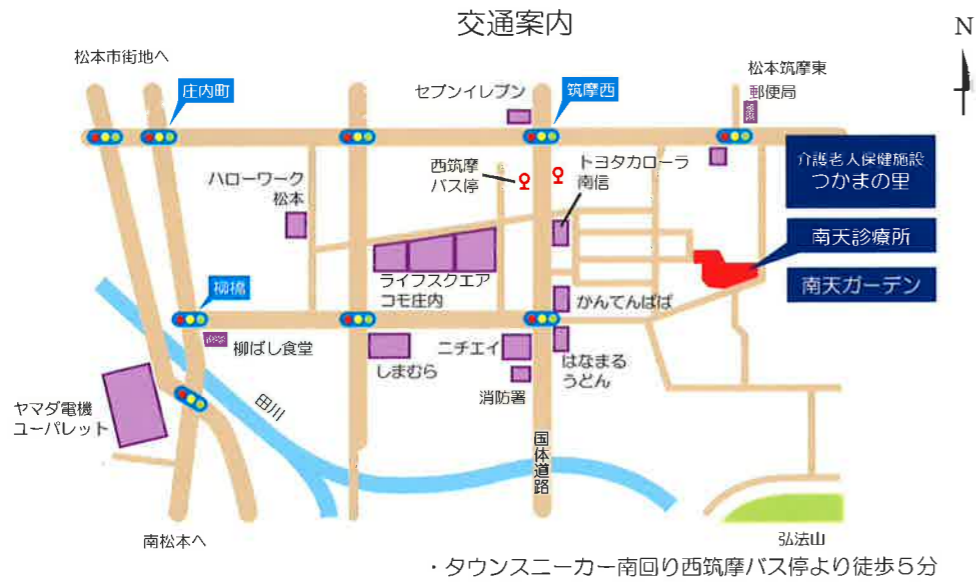 交通案内
N
松本市街地へ
庄内町
セブンイレブン
筑摩西
松本筑摩東
郵便局
介護老人保健施設
つかまの里
西筑摩
バス停
トヨタカローラ
南信
ハローワーク
松本
南天診療所
南天ガーデン
ライフスクエア
コモ庄内
かんてんぱぱ
柳橋
柳ばし食堂
しまむら
ニチエイ
はなまる
うどん
消防署
ヤマダ電機
ユーパレット
田川
国体道路
南松本へ
弘法山
・タウンスニーカー南回り西筑摩バス停より徒歩5分